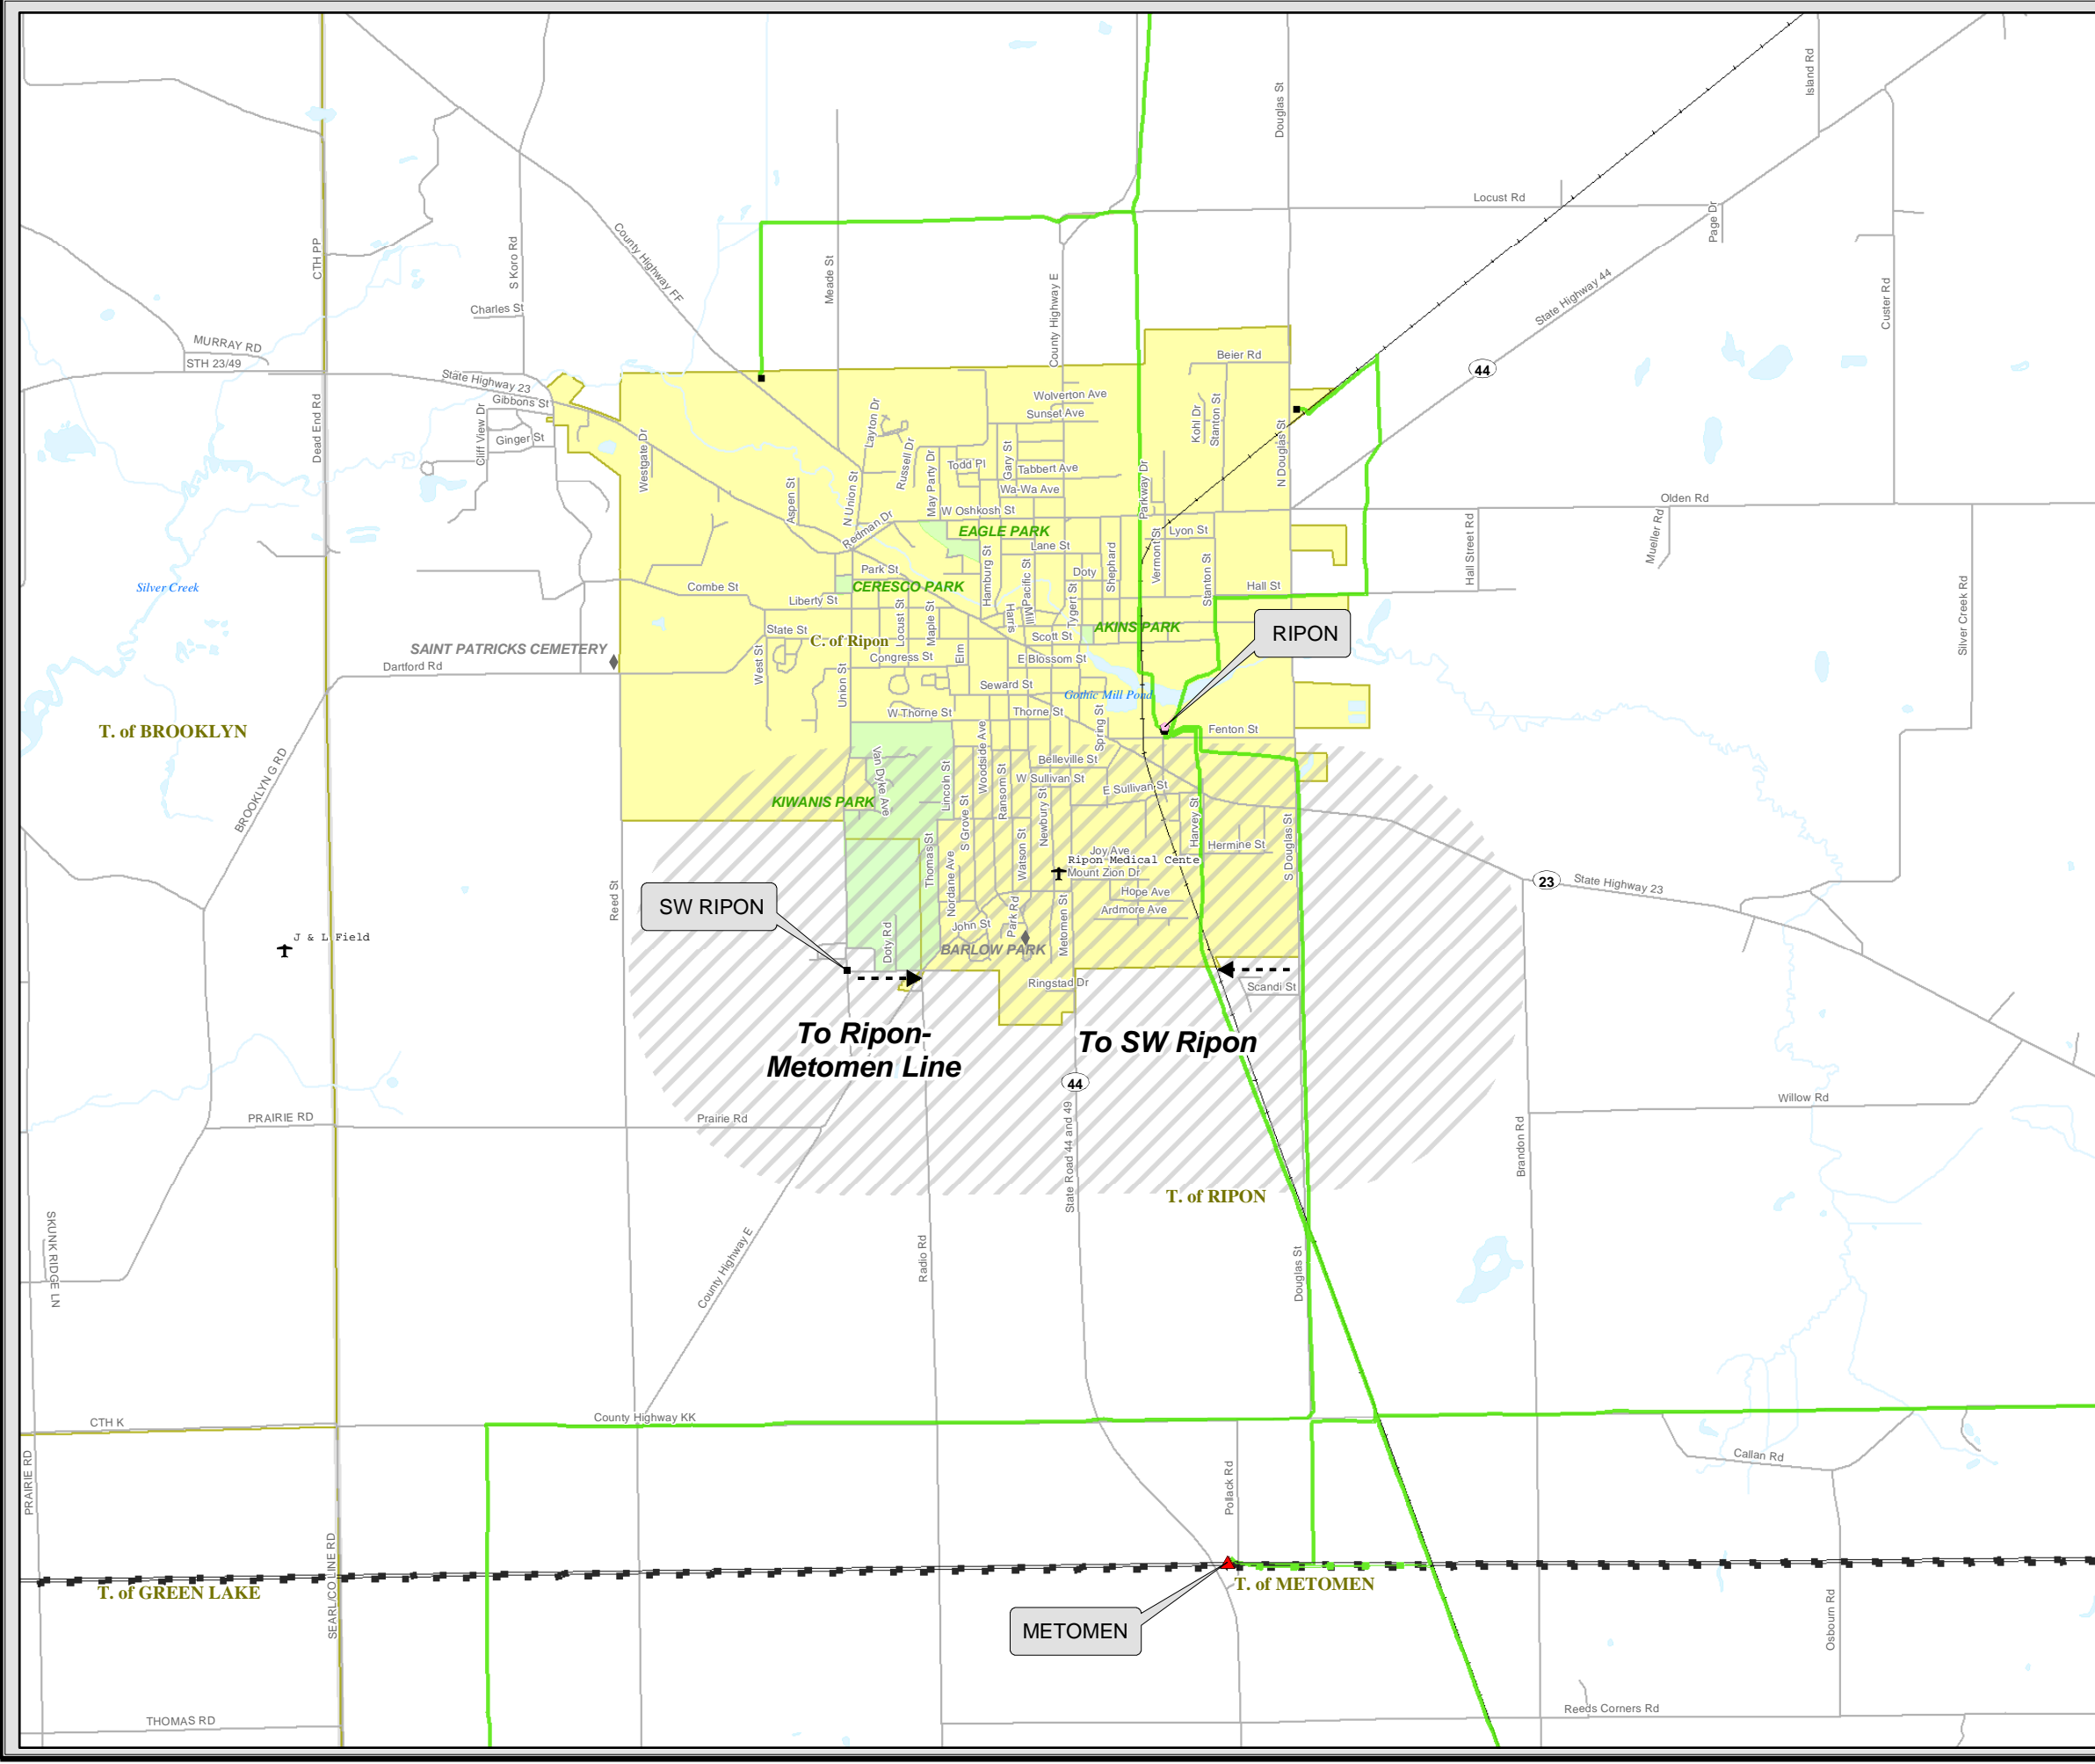 Island Rd
Douglas St
Locust Rd
Page Dr
CTH PP
S Koro Rd
County Highway FF
Meade St
County Highway E
State Highway 44
Custer Rd
Charles St
MURRAY RD
STH 23/49
State Highway 23
Gibbons St
Beier Rd
44
Wolverton Ave
Sunset Ave
Layton Dr
Kohl Dr
Stanton St
Dead End Rd
Cliff View Dr
Ginger St
Westgate Dr
Russell Dr
May Party Dr
Todd Pl
Gary St
Tabbert Ave
Parkway Dr
N Douglas St
Aspen St
N Union St
Wa-Wa Ave
Olden Rd
W Oshkosh St
Redman Dr
EAGLE PARK
Lyon St
Vermont St
Hall Street Rd
Mueller Rd
Lane St
Shephard
Park St
Hamburg St
Pacific St
Doty
Stanton St
Silver Creek
Combe St
CERESCO PARK
Hall St
Tygert St
Silver Creek Rd
Liberty St
Locust St
Maple St
Harris
Mill
AKINS PARK
State St
C. of Ripon
Scott St
RIPON
SAINT PATRICKS CEMETERY
Dartford Rd
West St
Union St
Congress St
Elm
E Blossom St
Seward St
Gothic Mill Pond
W Thorne St
Thorne St
Spring St
Fenton St
T. of BROOKLYN
BROOKLYN G RD
Van Dyke Ave
Woodside Ave
Belleville St
W Sullivan St
E Sullivan St
Lincoln St
Ransom St
KIWANIS PARK
S Grove St
Newbury St
Harvey St
Hermine St
S Douglas St
Thomas St
Watson St
Joy Ave
Ripon Medical Cente
Mount Zion Dr
Nordane Ave
Hope Ave
23
State Highway 23
Reed St
SW RIPON
Ardmore Ave
Park Rd
John St
Metomen St
Doty Rd
J & L Field
BARLOW PARK
Ringstad Dr
Scandi St
To Ripon-
Metomen Line
To SW Ripon
44
State Road 44 and 49
PRAIRIE RD
Prairie Rd
Willow Rd
Brandon Rd
T. of RIPON
SKUNK RIDGE LN
County Highway E
Radio Rd
Douglas St
CTH K
County Highway KK
PRAIRIE RD
Pollack Rd
Callan Rd
SEARL/CO LINE RD
T. of GREEN LAKE
T. of METOMEN
METOMEN
Osbourn Rd
THOMAS RD
Reeds Corners Rd